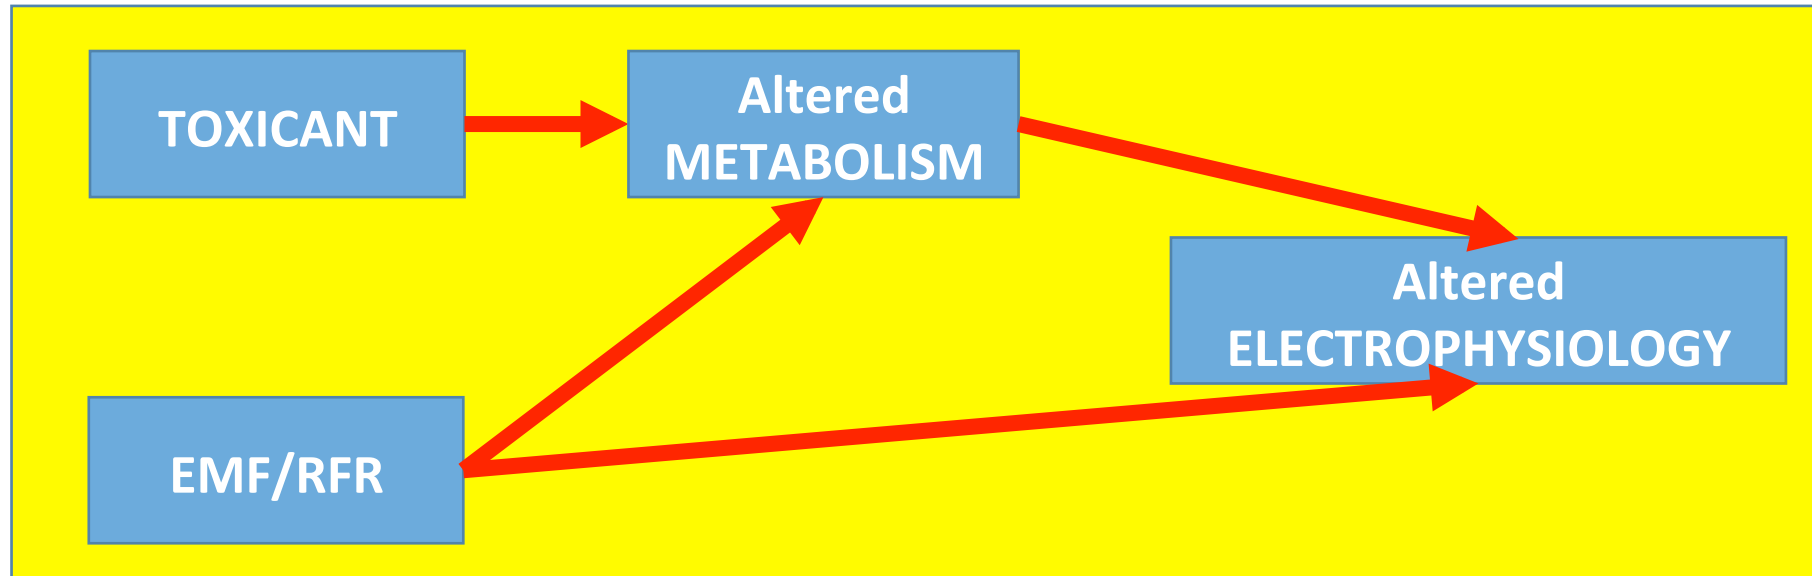 TOXICANT
Altered
METABOLISM
Altered
ELECTROPHYSIOLOGY
EMF/RFR